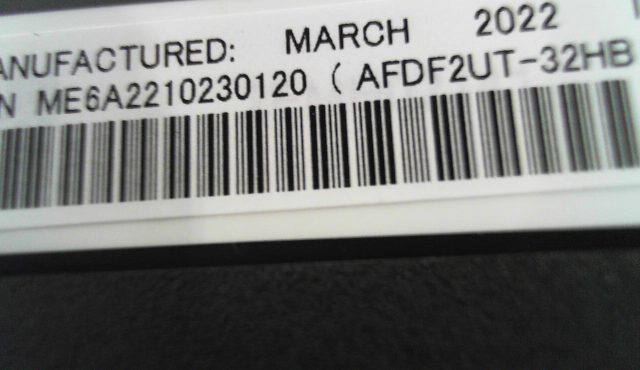 ANUFACTURED: MARCH 2022
N ME6A2210230120 ( AFDF2UT-32HB